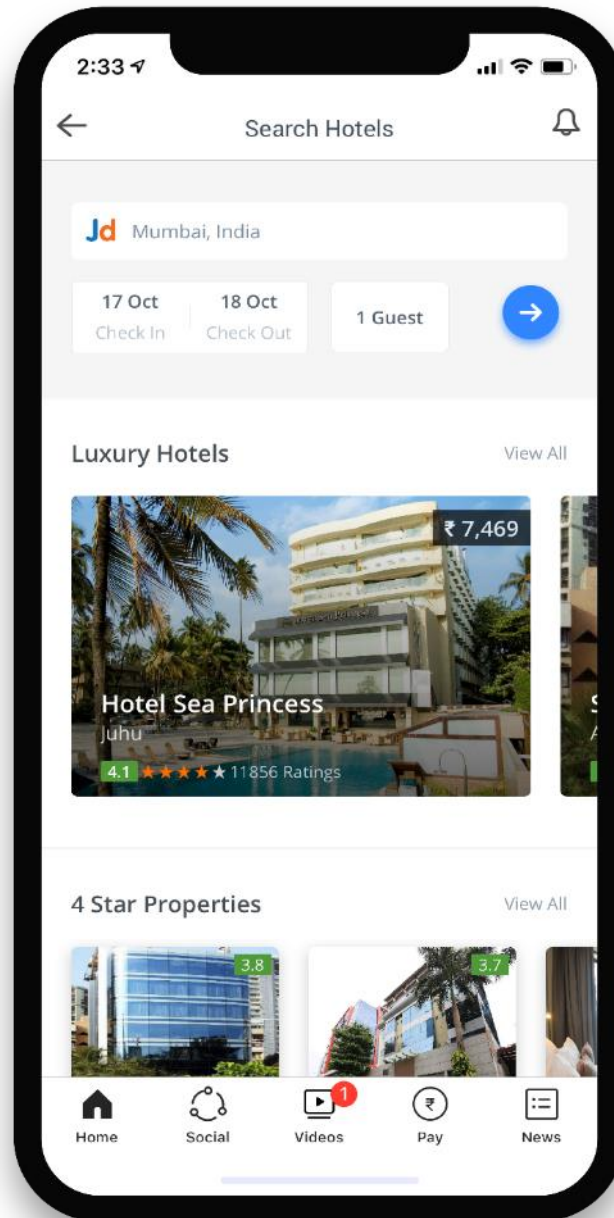 2:33
Search Hotels
Jd Mumbai, India
17 Oct 18 Oct 1 Guest
Check In Check Out
Luxury Hotels View All
₹ 7,469
Hotel Sea Princess
Juhu
4.1 11856 Ratings
4 Star Properties View All
3.8 3.7
1
Home Social Videos Pay News